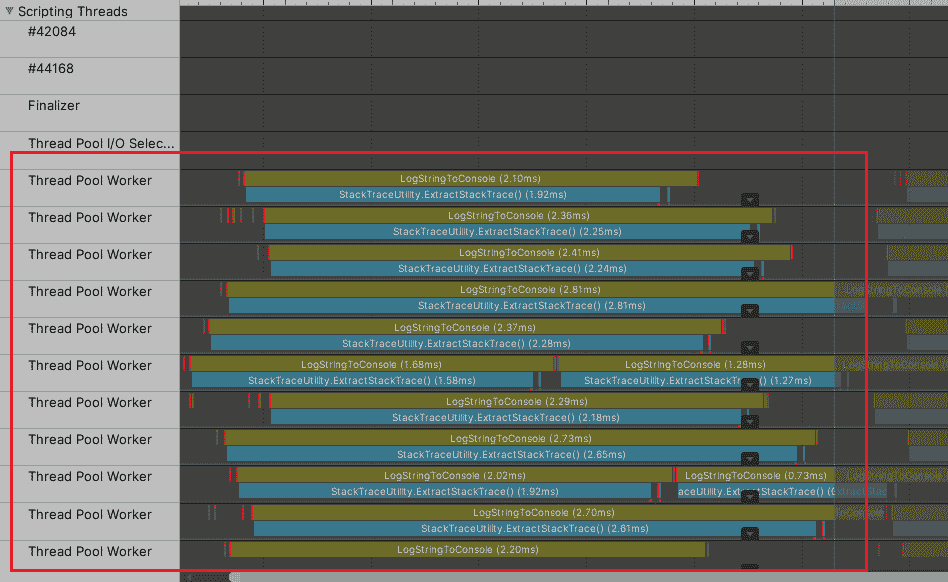 Scripting Threads
#42084
#44168
Finalizer
Thread Pool I/O Selec...
Thread Pool Worker
LogStringToConsole (2.10ms)
StackTraceUtility.ExtractStackTrace() (1.92ms)
Thread Pool Worker
LogStringToConsole (2.36ms)
StackTraceUtility.ExtractStackTrace() (2.25ms)
Thread Pool Worker
LogStringToConsole (2.41ms)
StackTraceUtility.ExtractStackTrace() (2.24ms)
Thread Pool Worker
LogStringToConsole (2.81ms)
StackTraceUtility.ExtractStackTrace() (2.81ms)
Thread Pool Worker
LogStringToConsole (2.37ms)
StackTraceUtility.ExtractStackTrace() (2.28ms)
Thread Pool Worker
LogStringToConsole (1.68ms) LogStringToConsole (1.28ms)
StackTraceUtility.ExtractStackTrace() (1.58ms) StackTraceUtility.ExtractStackTrace() (1.27ms)
Thread Pool Worker
LogStringToConsole (2.29ms)
StackTraceUtility.ExtractStackTrace() (2.18ms)
Thread Pool Worker
LogStringToConsole (2.73ms)
StackTraceUtility.ExtractStackTrace() (2.65ms)
Thread Pool Worker
LogStringToConsole (2.02ms) LogStringToConsole (0.73ms)
StackTraceUtility.ExtractStackTrace() (1.92ms) aceUtility.ExtractStackTrace()
Thread Pool Worker
LogStringToConsole (2.70ms)
StackTraceUtility.ExtractStackTrace() (2.61ms)
Thread Pool Worker
LogStringToConsole (2.20ms)